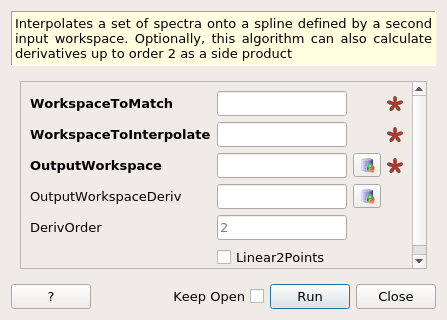 Interpolates a set of spectra onto a spline defined by a second
input workspace. Optionally, this algorithm can also calculate
derivatives up to order 2 as a side product
WorkspaceToMatch
WorkspaceToInterpolate
OutputWorkspace
OutputWorkspaceDeriv
DerivOrder 2
Linear2Points
? Keep Open Run Close